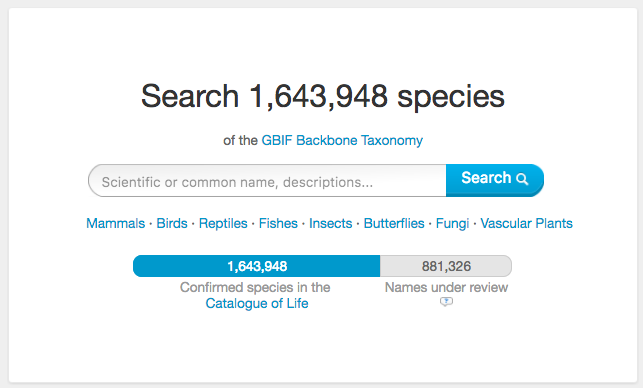 Search 1,643,948 species
of the GBIF Backbone Taxonomy
Scientific or common name, descriptions...
Search
Mammals · Birds · Reptiles · Fishes · Insects · Butterflies · Fungi · Vascular Plants
1,643,948
881,326
Confirmed species in the
Catalogue of Life
Names under review
?